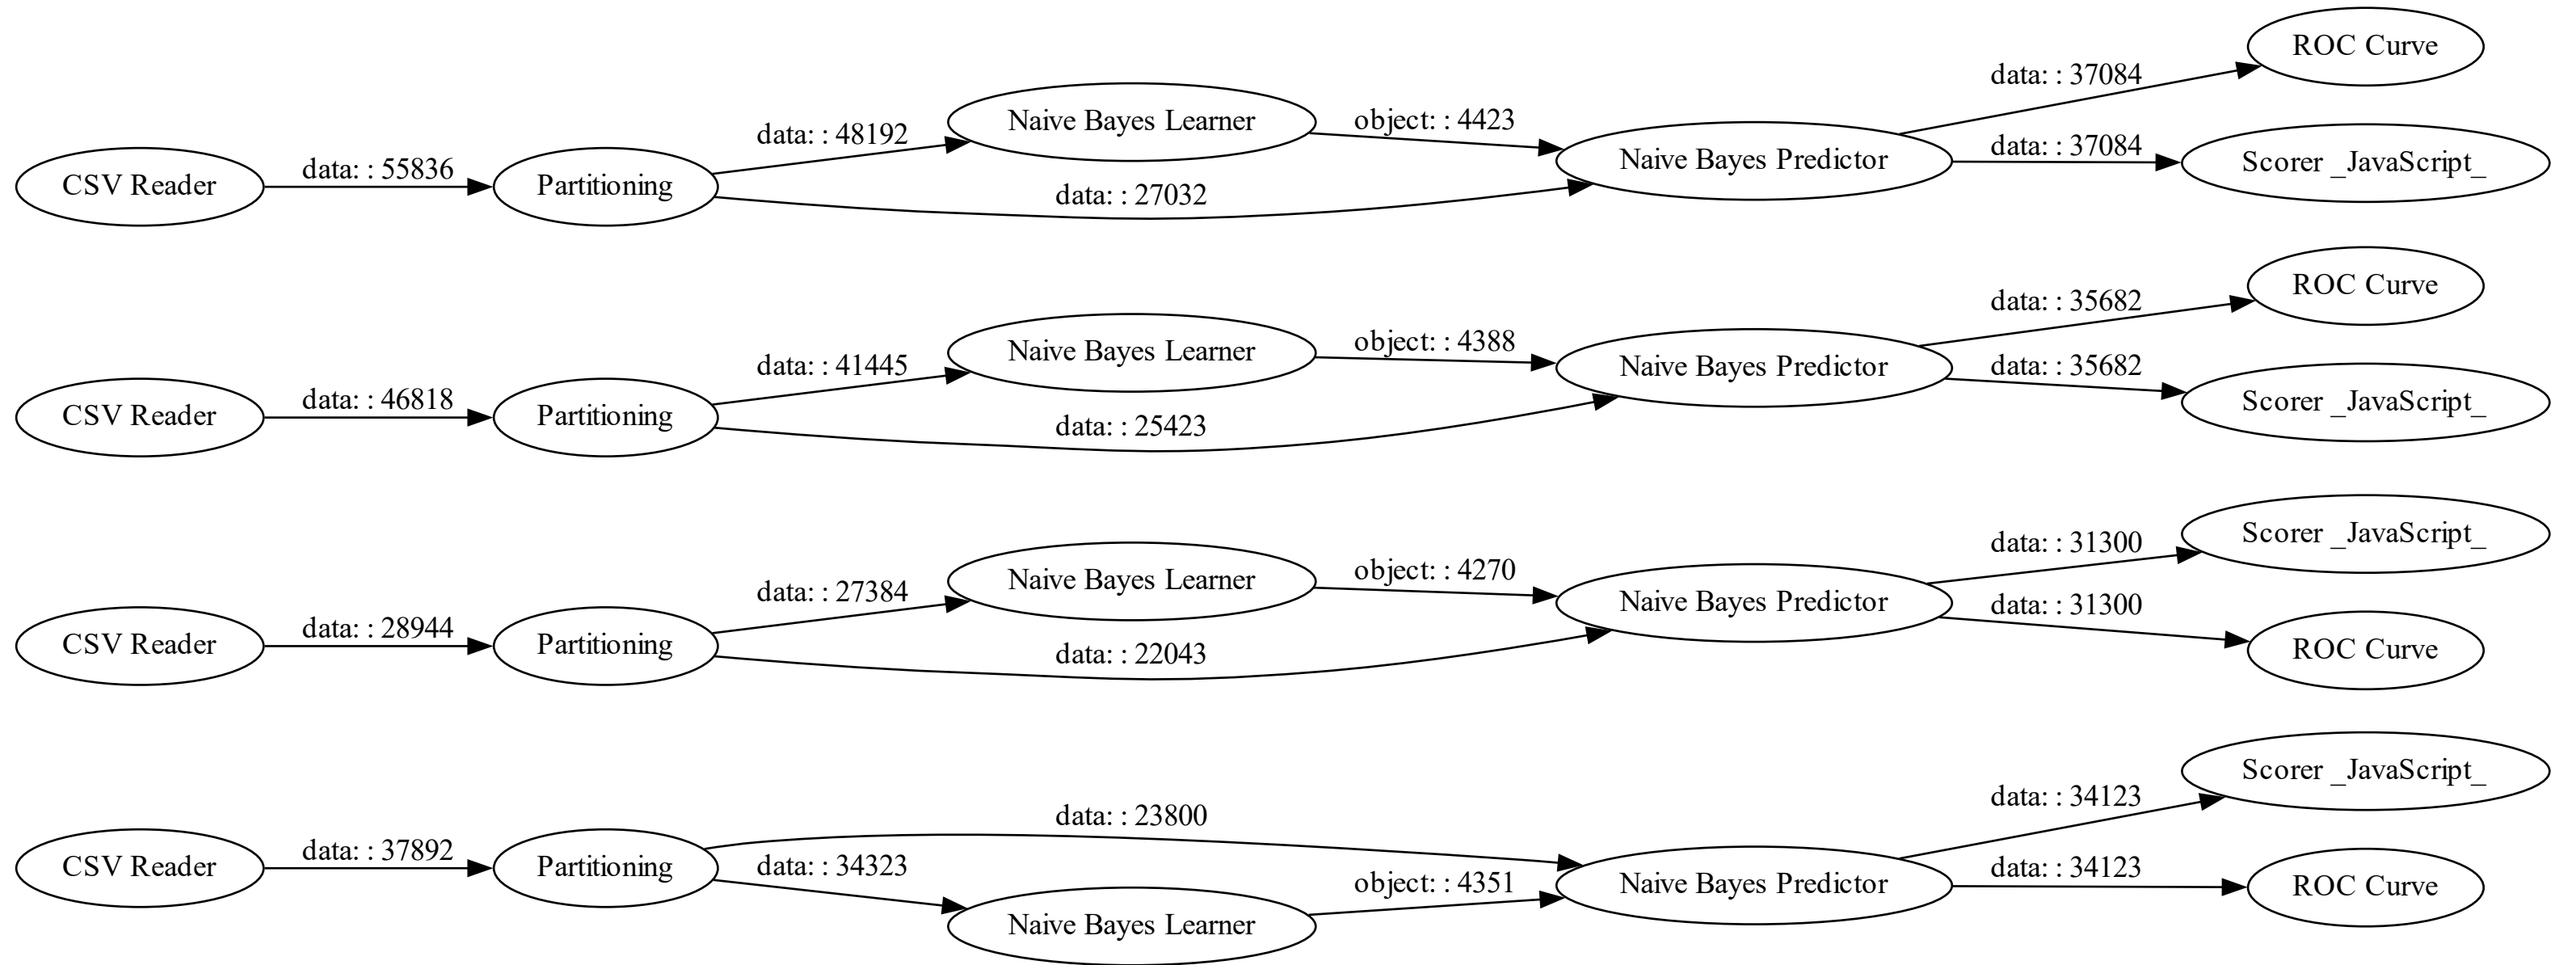 ROC Curve
data: : 37084
Naive Bayes Learner
object: : 4423
data: : 48192
data: : 37084
Scorer _JavaScript_
Naive Bayes Predictor
data: : 55836
CSV Reader
Partitioning
data: : 27032
ROC Curve
data: : 35682
Naive Bayes Learner
object: : 4388
data: : 41445
data: : 35682
Naive Bayes Predictor
Scorer _JavaScript_
data: : 46818
CSV Reader
Partitioning
data: : 25423
Scorer _JavaScript_
data: : 31300
Naive Bayes Learner
object: : 4270
data: : 27384
data: : 31300
Naive Bayes Predictor
data: : 28944
CSV Reader
Partitioning
data: : 22043
ROC Curve
Scorer _JavaScript_
data: : 34123
data: : 23800
data: : 37892
CSV Reader
Partitioning
data: : 34323
object: : 4351
Naive Bayes Predictor
data: : 34123
ROC Curve
Naive Bayes Learner